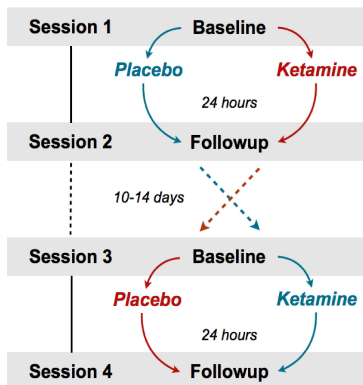 Session 1 Baseline
Placebo Ketamine
24 hours
Session 2 Followup
10-14 days
Session 3 Baseline
Placebo Ketamine
24 hours
Session 4 Followup